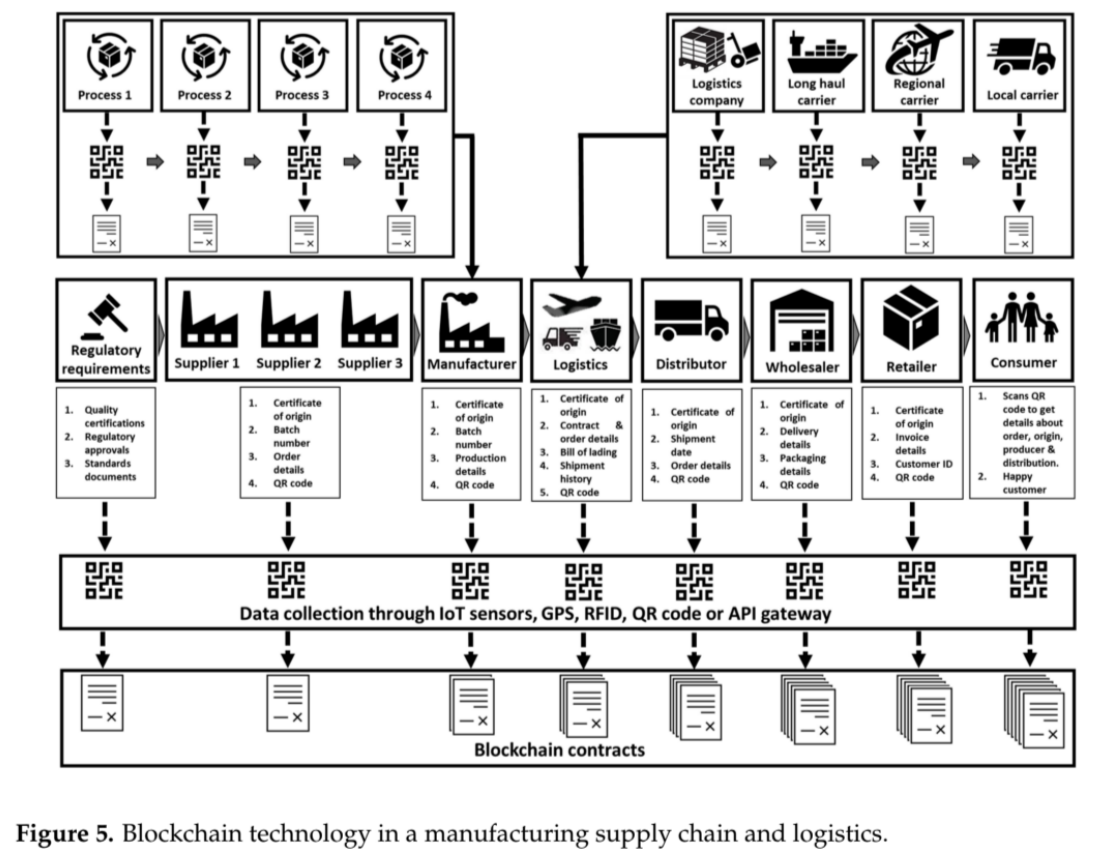 Process 1
Process 2
Process 3
Process 4
Logistics
company
Long haul
carrier
Regional
carrier
Local carrier
Regulatory
requirements
Supplier 1
Supplier 2
Supplier 3
Manufacturer
Logistics
Distributor
Wholesaler
Retailer
Consumer
1. Quality
certifications
2. Regulatory
approvals
3. Standards
documents
1. Certificate
of origin
2. Batch
number
3. Order
details
4. QR code
1. Certificate
of origin
2. Batch
number
3. Production
details
4. QR code
1. Certificate of
origin
2. Contract &
order details
3. Bill of lading
4. Shipment
history
5. QR code
1. Certificate of
origin
2. Shipment
date
3. Order details
4. QR code
1. Certificate of
origin
2. Delivery
details
3. Packaging
details
4. QR code
1. Certificate
of origin
2. Invoice
details
3. Customer ID
4. QR code
1. Scans QR
code to get
details about
order, origin,
producer &
distribution.
2. Happy
customer
Data collection through IoT sensors, GPS, RFID, QR code or API gateway
Blockchain contracts
Figure 5. Blockchain technology in a manufacturing supply chain and logistics.